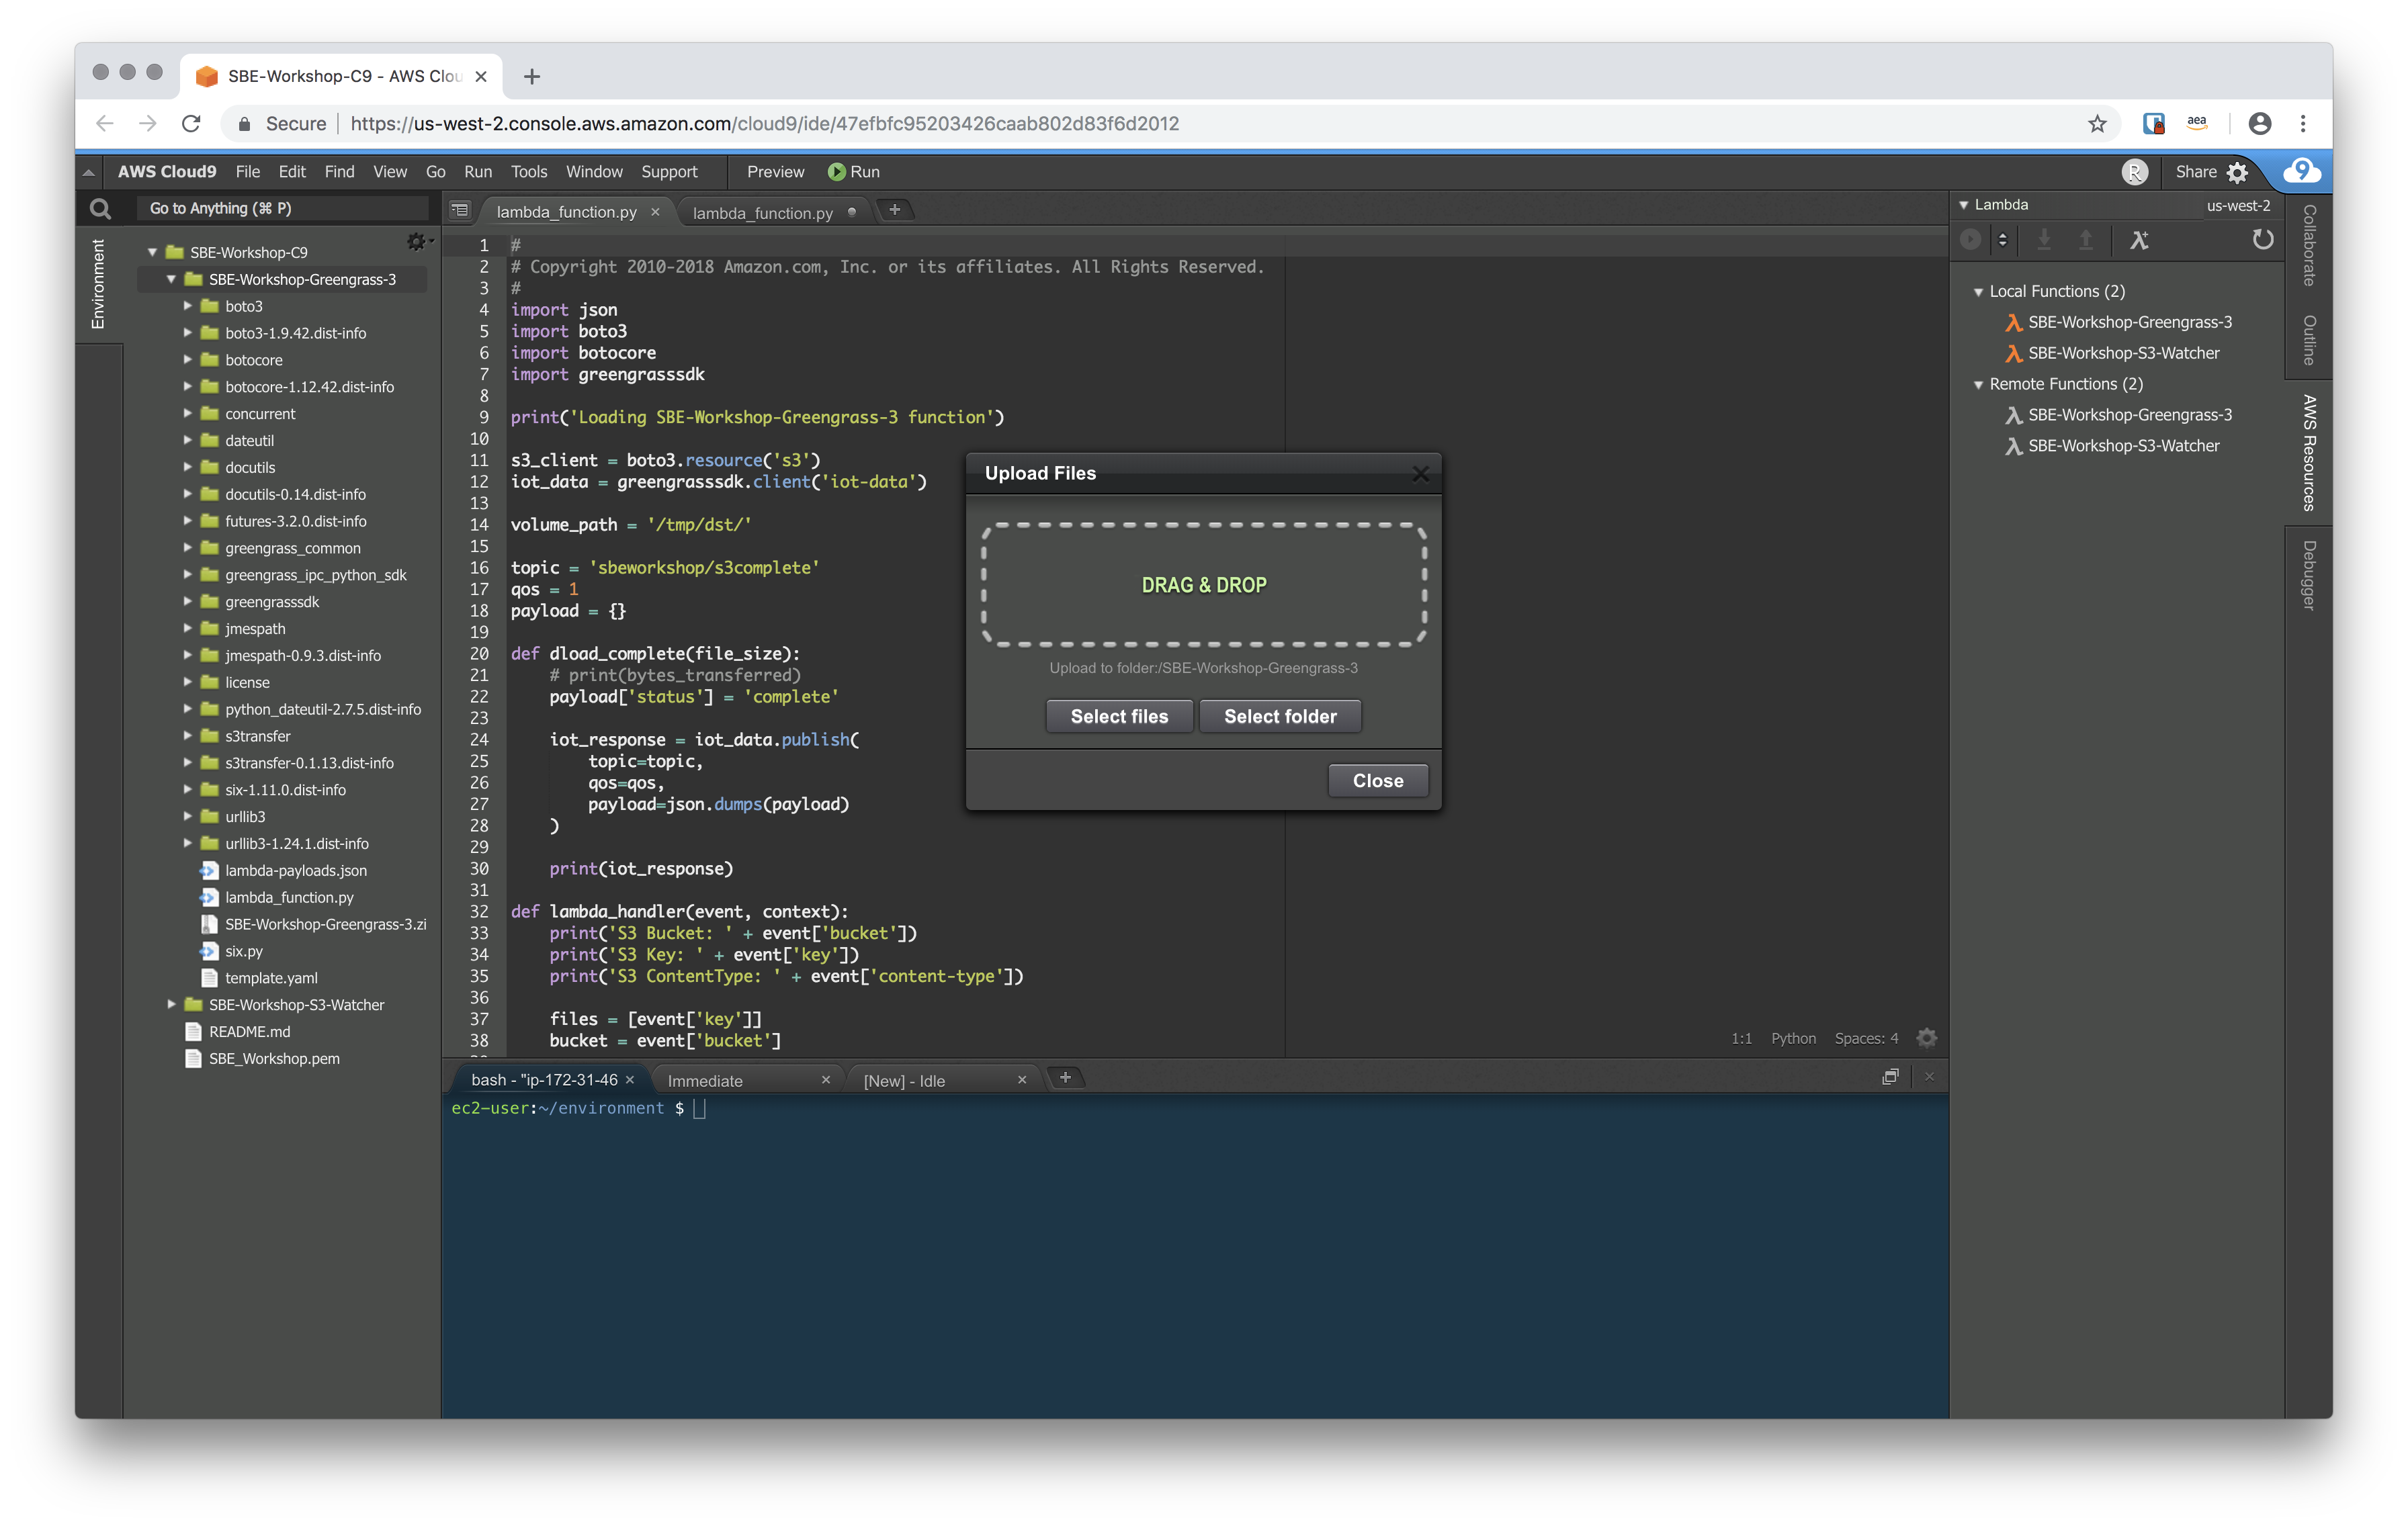 SBE-Workshop-C9 - AWS Clou
Secure https://us-west-2.console.aws.amazon.com/cloud9/ide/47efbfc95203426caab802d83f6d2012
aea
AWS Cloud9 File Edit Find View Go Run Tools Window Support Preview Run
R Share 9
Go to Anything (⌘ P)
Environment
SBE-Workshop-C9
SBE-Workshop-Greengrass-3
boto3
boto3-1.9.42.dist-info
botocore
botocore-1.12.42.dist-info
concurrent
dateutil
docutils
docutils-0.14.dist-info
futures-3.2.0.dist-info
greengrass_common
greengrass_ipc_python_sdk
greengrasssdk
jmespath
jmespath-0.9.3.dist-info
license
python_dateutil-2.7.5.dist-info
s3transfer
s3transfer-0.1.13.dist-info
six-1.11.0.dist-info
urllib3
urllib3-1.24.1.dist-info
lambda-payloads.json
lambda_function.py
SBE-Workshop-Greengrass-3.zi
six.py
template.yaml
SBE-Workshop-S3-Watcher
README.md
SBE_Workshop.pem
lambda_function.py lambda_function.py
1 #
2 # Copyright 2010-2018 Amazon.com, Inc. or its affiliates. All Rights Reserved.
3 #
4 import json
5 import boto3
6 import botocore
7 import greengrasssdk
8
9 print('Loading SBE-Workshop-Greengrass-3 function')
10
11 s3_client = boto3.resource('s3')
12 iot_data = greengrasssdk.client('iot-data')
13
14 volume_path = '/tmp/dst/'
15
16 topic = 'sbeworkshop/s3complete'
17 qos = 1
18 payload = {}
19
20 def dload_complete(file_size):
21 # print(bytes_transferred)
22 payload['status'] = 'complete'
23
24 iot_response = iot_data.publish(
25 topic=topic,
26 qos=qos,
27 payload=json.dumps(payload)
28 )
29
30 print(iot_response)
31
32 def lambda_handler(event, context):
33 print('S3 Bucket: ' + event['bucket'])
34 print('S3 Key: ' + event['key'])
35 print('S3 ContentType: ' + event['content-type'])
36
37 files = [event['key']]
38 bucket = event['bucket']
1:1 Python Spaces: 4
Upload Files
DRAG & DROP
Upload to folder:/SBE-Workshop-Greengrass-3
Select files Select folder
Close
bash - "ip-172-31-46 Immediate [New] - Idle
ec2-user:~/environment $
Lambda us-west-2
Local Functions (2)
SBE-Workshop-Greengrass-3
SBE-Workshop-S3-Watcher
Remote Functions (2)
SBE-Workshop-Greengrass-3
SBE-Workshop-S3-Watcher
Collaborate
Outline
AWS Resources
Debugger